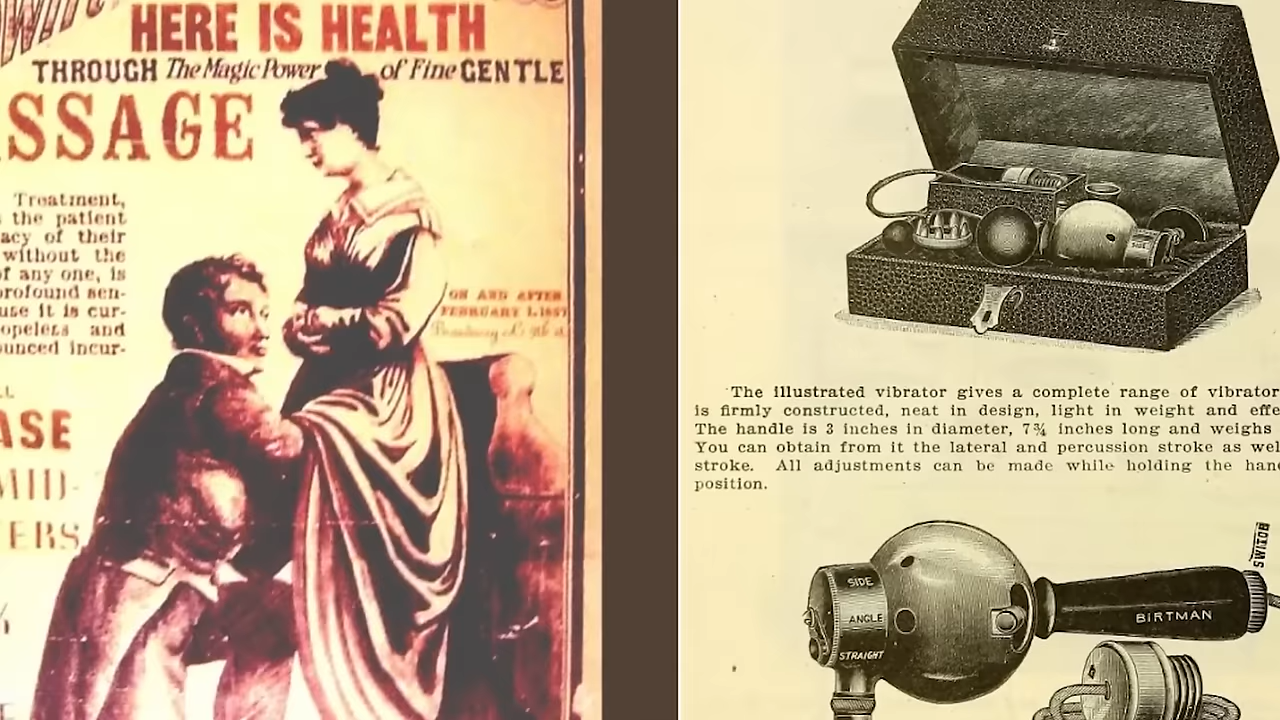 HERE IS HEALTH
THROUGH The Magic Power of Fine GENTLE
SSAGE
Treatment,
the patient
acy of their
without the
of any one, is
profound sen-
use it is cur-
opeless and
ounced incur-
ASE
MID-
ERS
ON AND AFTER
FEBRUARY 1, 1857
The illustrated vibrator gives a complete range of vibrator
is firmly constructed, neat in design, light in weight and effe
The handle is 3 inches in diameter, 7¾ inches long and weighs
You can obtain from it the lateral and percussion stroke as wel
stroke. All adjustments can be made while holding the han
position.
SWITCH
SIDE
ANGLE
STRAIGHT
BIRTMAN